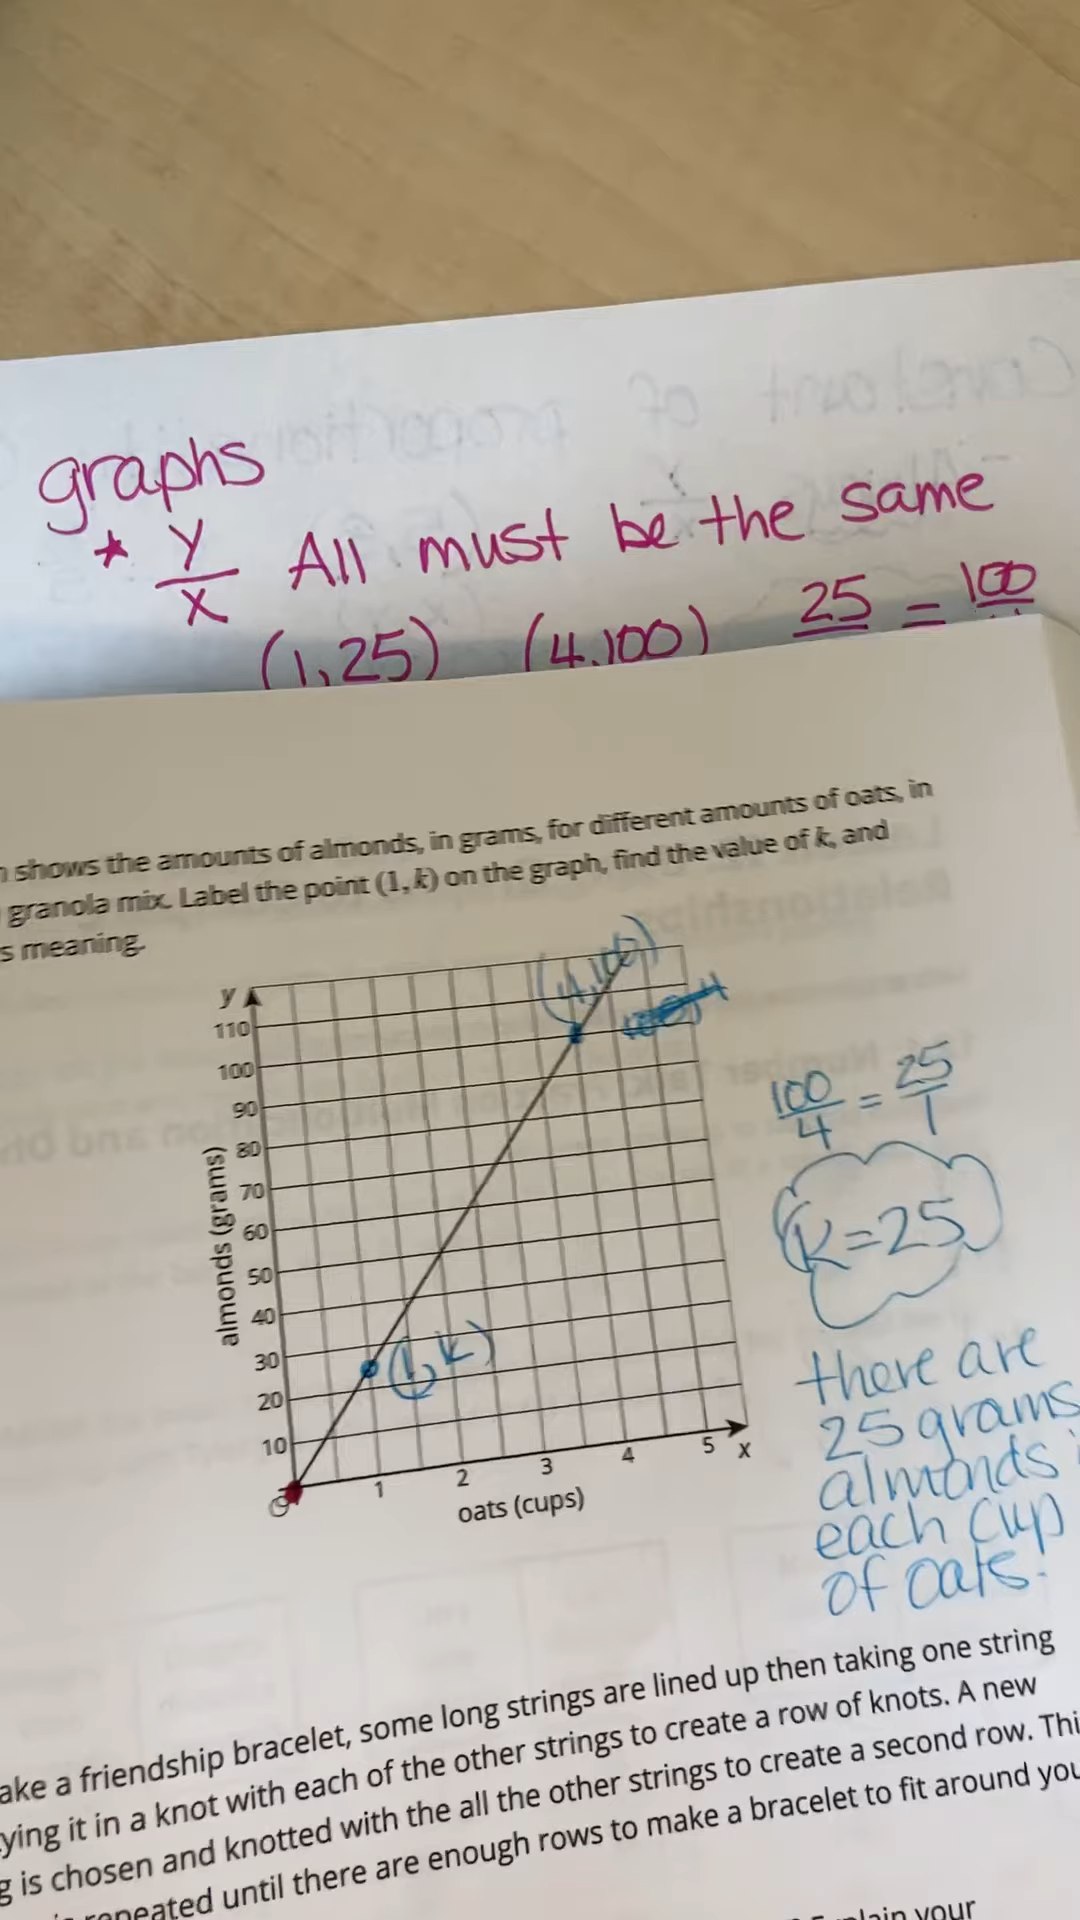 graphs
* y/x All must be the same
(1,25) (4,100) 25 = 100
shows the amounts of almonds, in grams, for different amounts of oats, in
granola mix. Label the point (1, k) on the graph, find the value of k, and
s meaning.
y
110
100
90
80
70
60
50
40
30
20
10
almonds (grams)
(4,100)
(1,k)
1 2 3 4 5 x
oats (cups)
100/4 = 25/1
K=25
there are
25 grams
almonds
each cup
of oats.
ake a friendship bracelet, some long strings are lined up then taking one string
ying it in a knot with each of the other strings to create a row of knots. A new
g is chosen and knotted with the all the other strings to create a second row. Thi
repeated until there are enough rows to make a bracelet to fit around you
plain your